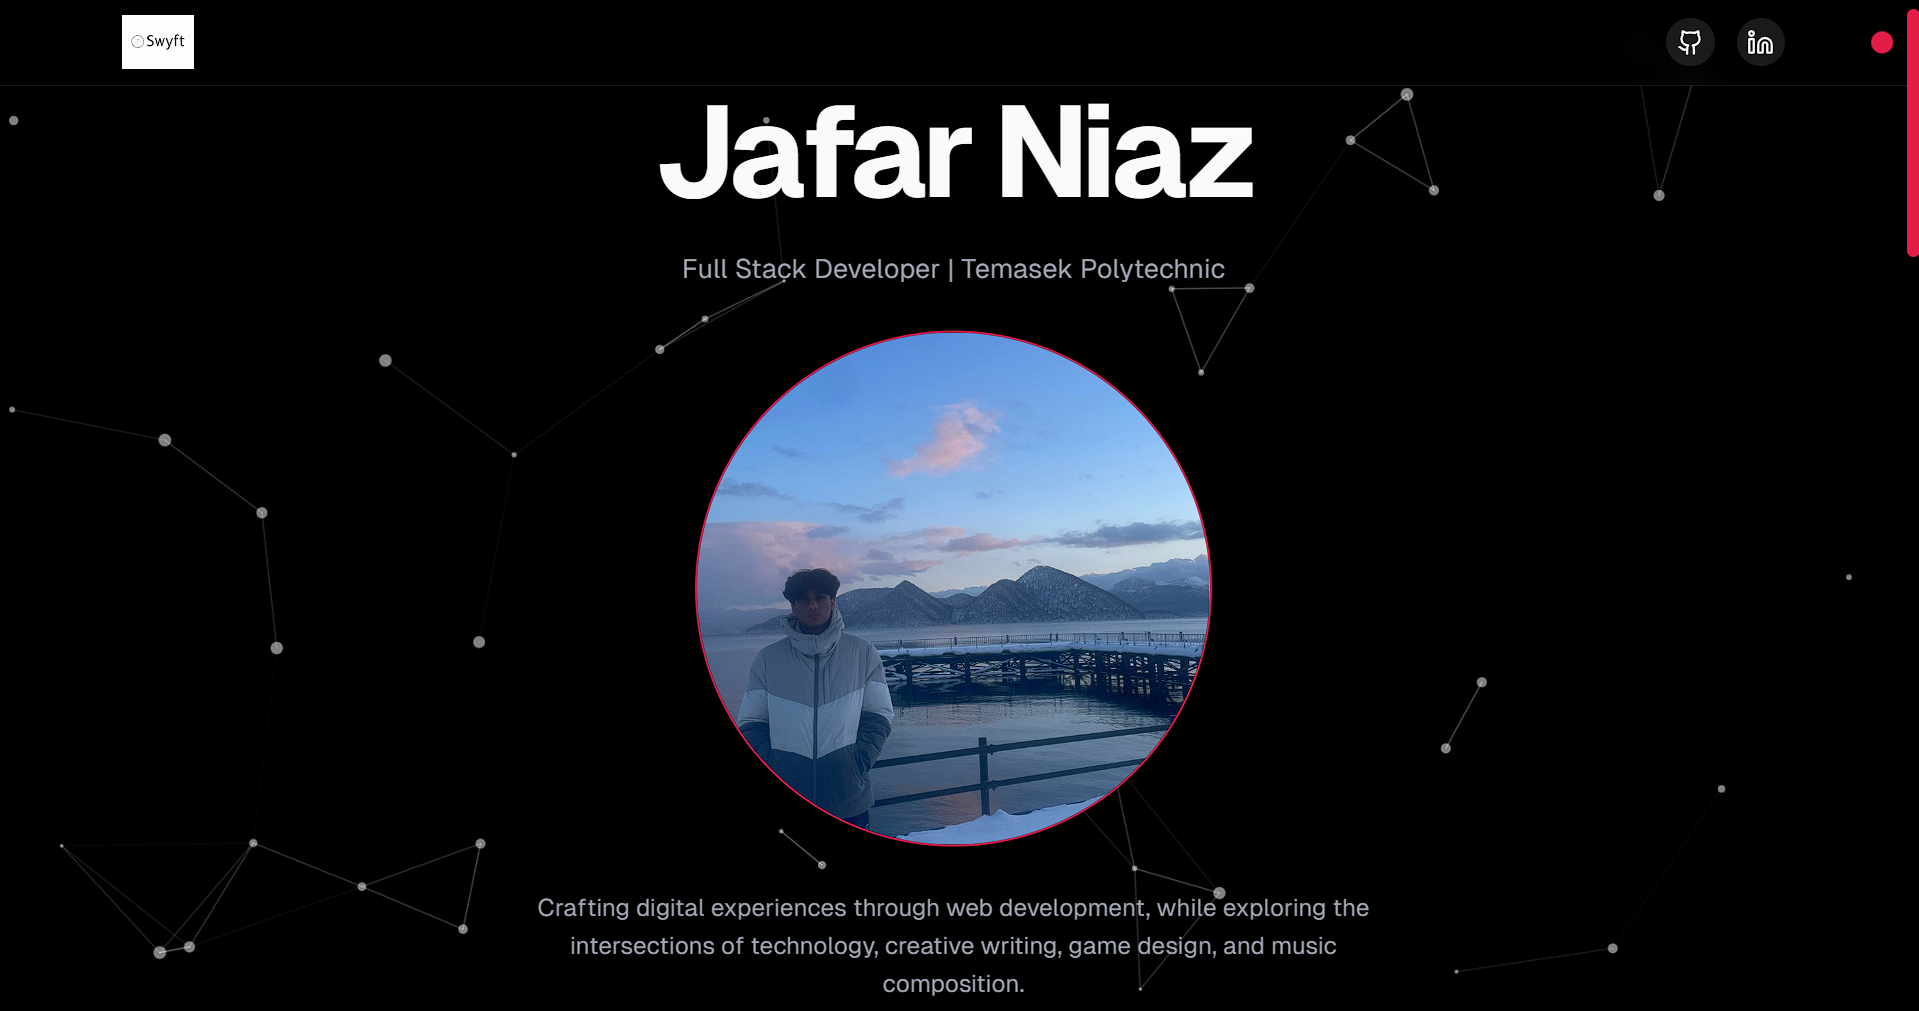 Swyft
Jafar Niaz
Full Stack Developer | Temasek Polytechnic
Crafting digital experiences through web development, while exploring the
intersections of technology, creative writing, game design, and music
composition.